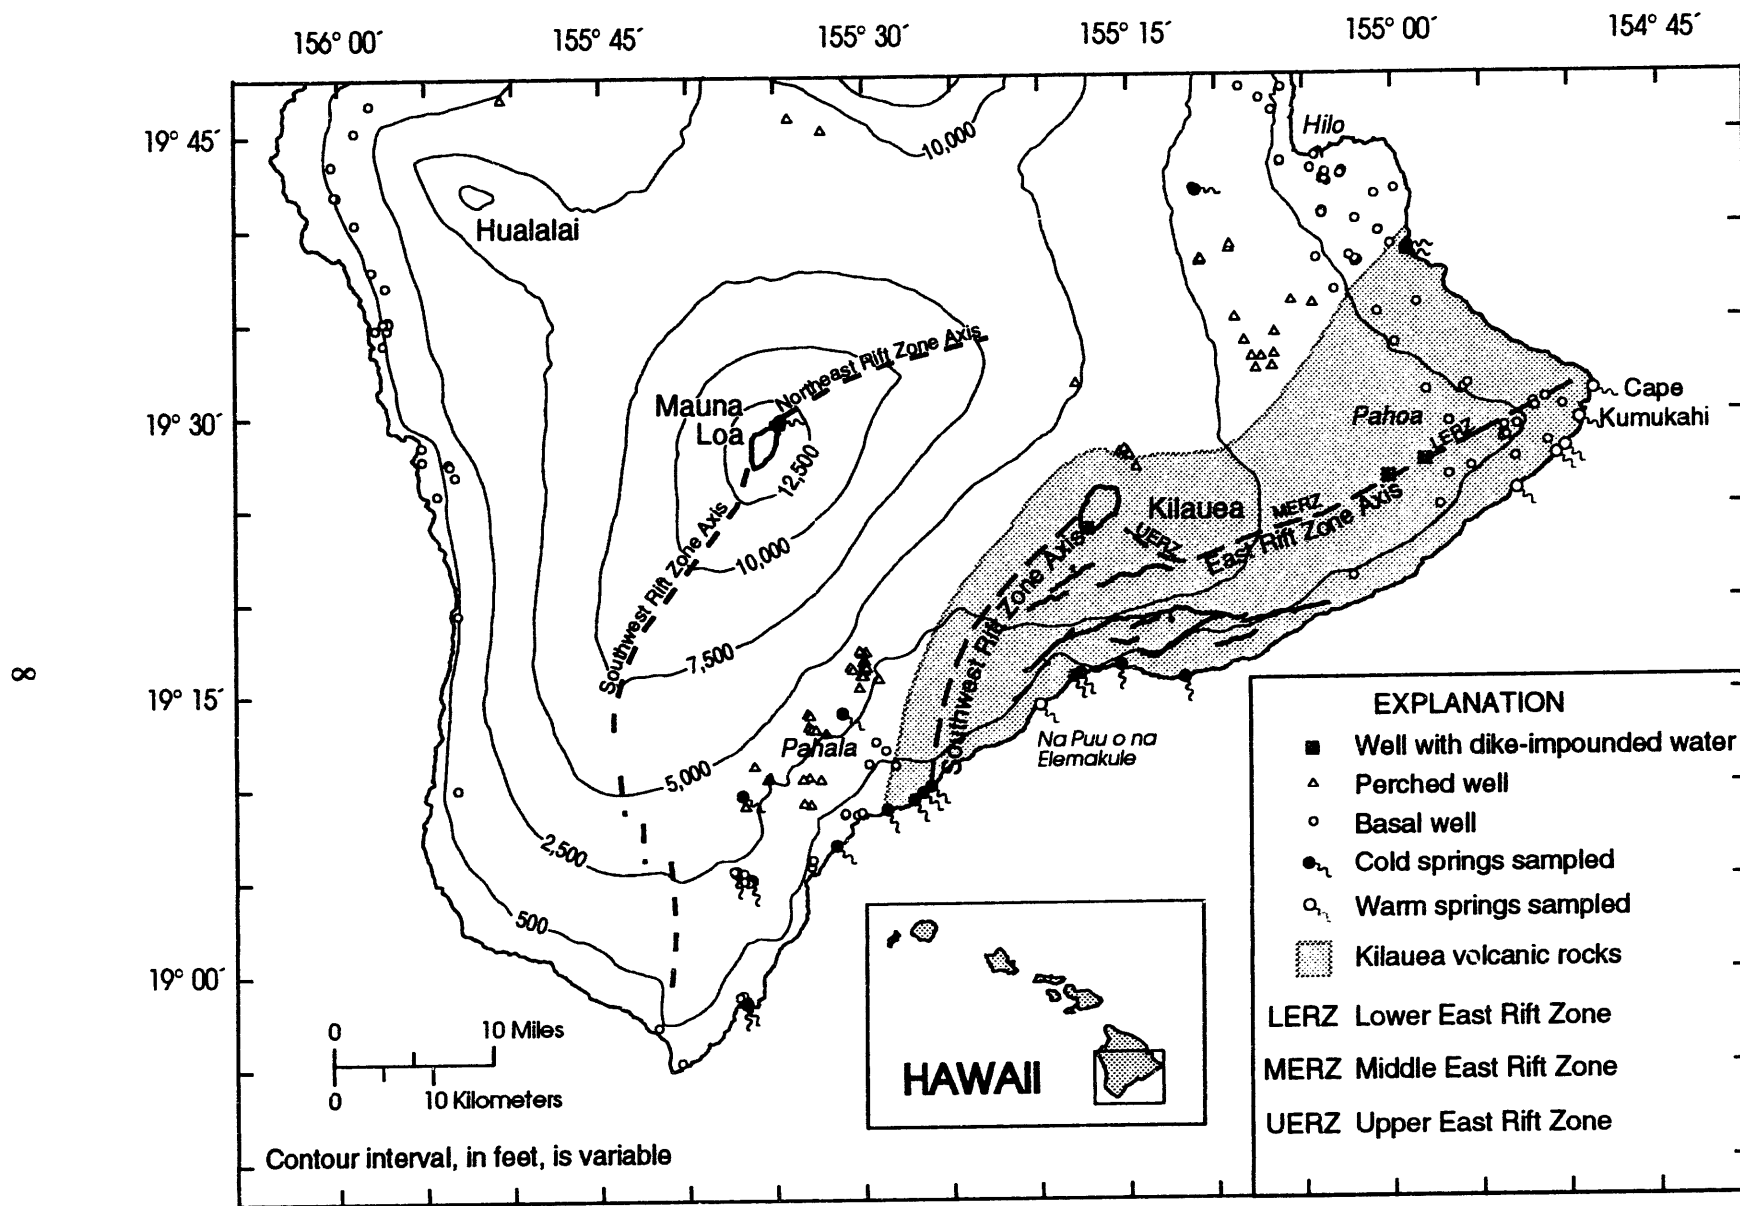 156° 00´ 155° 45´ 155° 30´ 155° 15´ 155° 00´ 154° 45´
19° 45´
19° 30´
19° 15´
19° 00´
8
10,000
Hilo
Hualalai
Northeast Rift Zone Axis
Mauna
Loa
12,500
10,000
7,500
5,000
2,500
500
Southwest Rift Zone Axis
Cape
Kumukahi
Pahoa
LERZ
MERZ
UERZ
Kilauea
East Rift Zone Axis
Southwest Rift Zone Axis
Pahala
Na Puu o na
Elemakule
EXPLANATION
Well with dike-impounded water
Perched well
Basal well
Cold springs sampled
Warm springs sampled
Kilauea volcanic rocks
LERZ Lower East Rift Zone
MERZ Middle East Rift Zone
UERZ Upper East Rift Zone
HAWAII
0 10 Miles
0 10 Kilometers
Contour interval, in feet, is variable